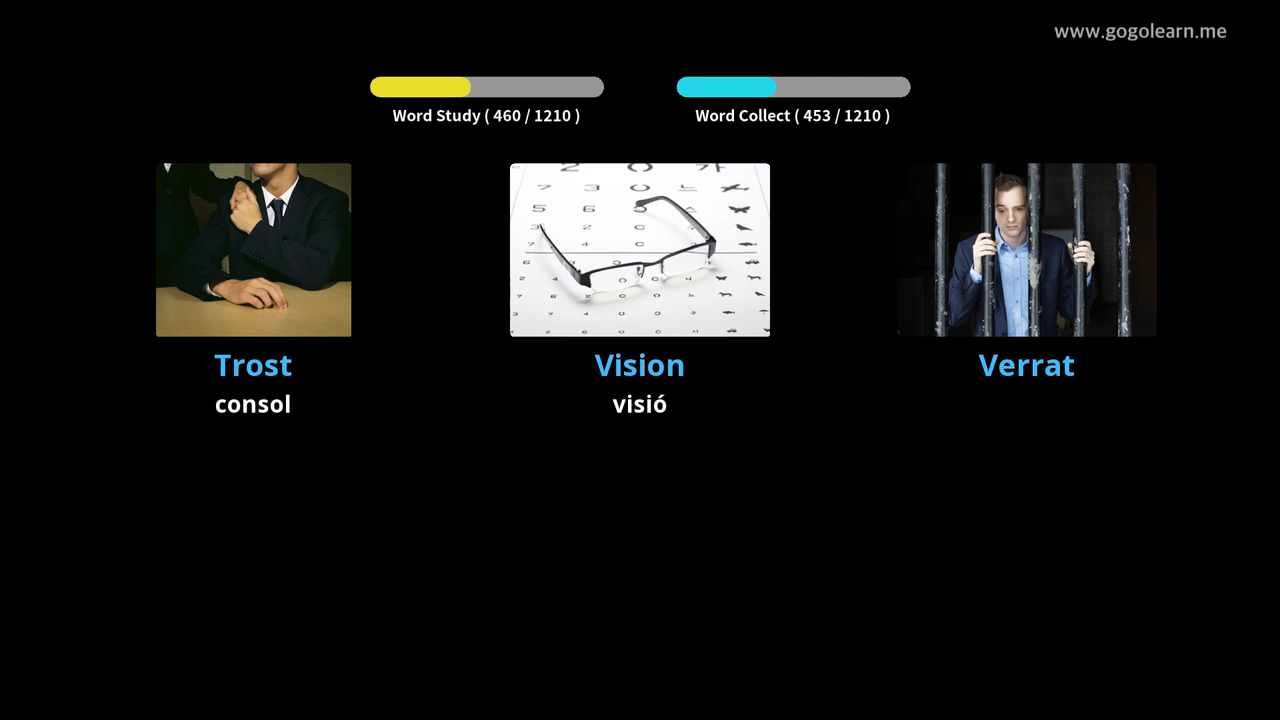 www.gogolearn.me
Word Study ( 460 / 1210 )
Word Collect ( 453 / 1210 )
Trost
Vision
Verrat
consol
visió